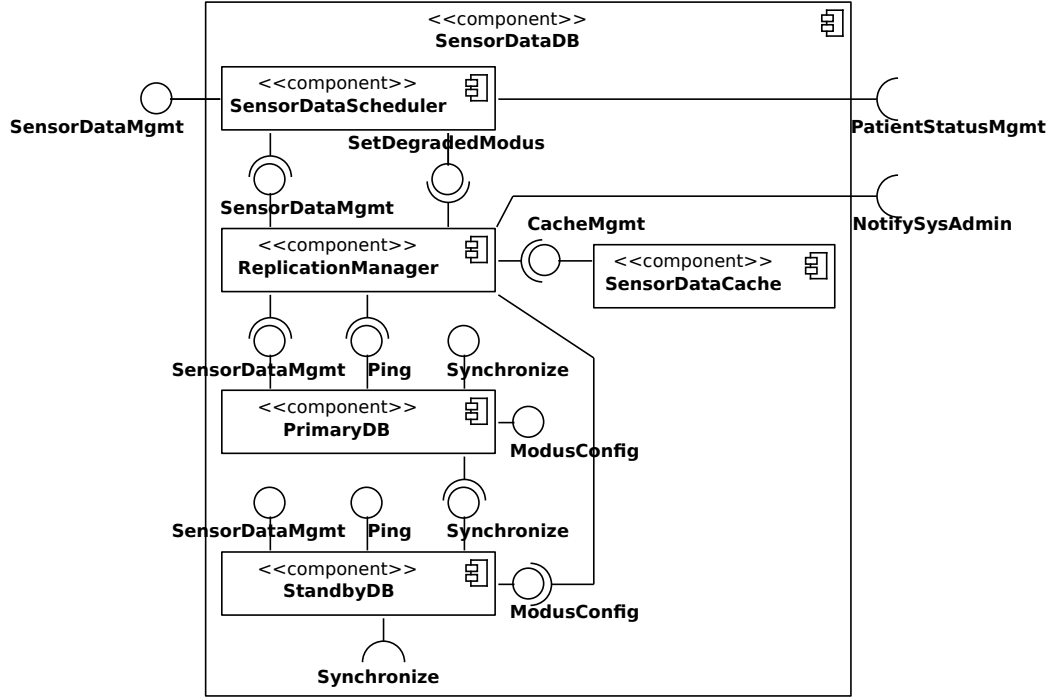 <<component>>
SensorDataDB
<<component>>
SensorDataScheduler
SensorDataMgmt
PatientStatusMgmt
SetDegradedModus
SensorDataMgmt
CacheMgmt
NotifySysAdmin
<<component>>
ReplicationManager
<<component>>
SensorDataCache
SensorDataMgmt
Ping
Synchronize
<<component>>
PrimaryDB
ModusConfig
SensorDataMgmt
Ping
Synchronize
<<component>>
StandbyDB
ModusConfig
Synchronize